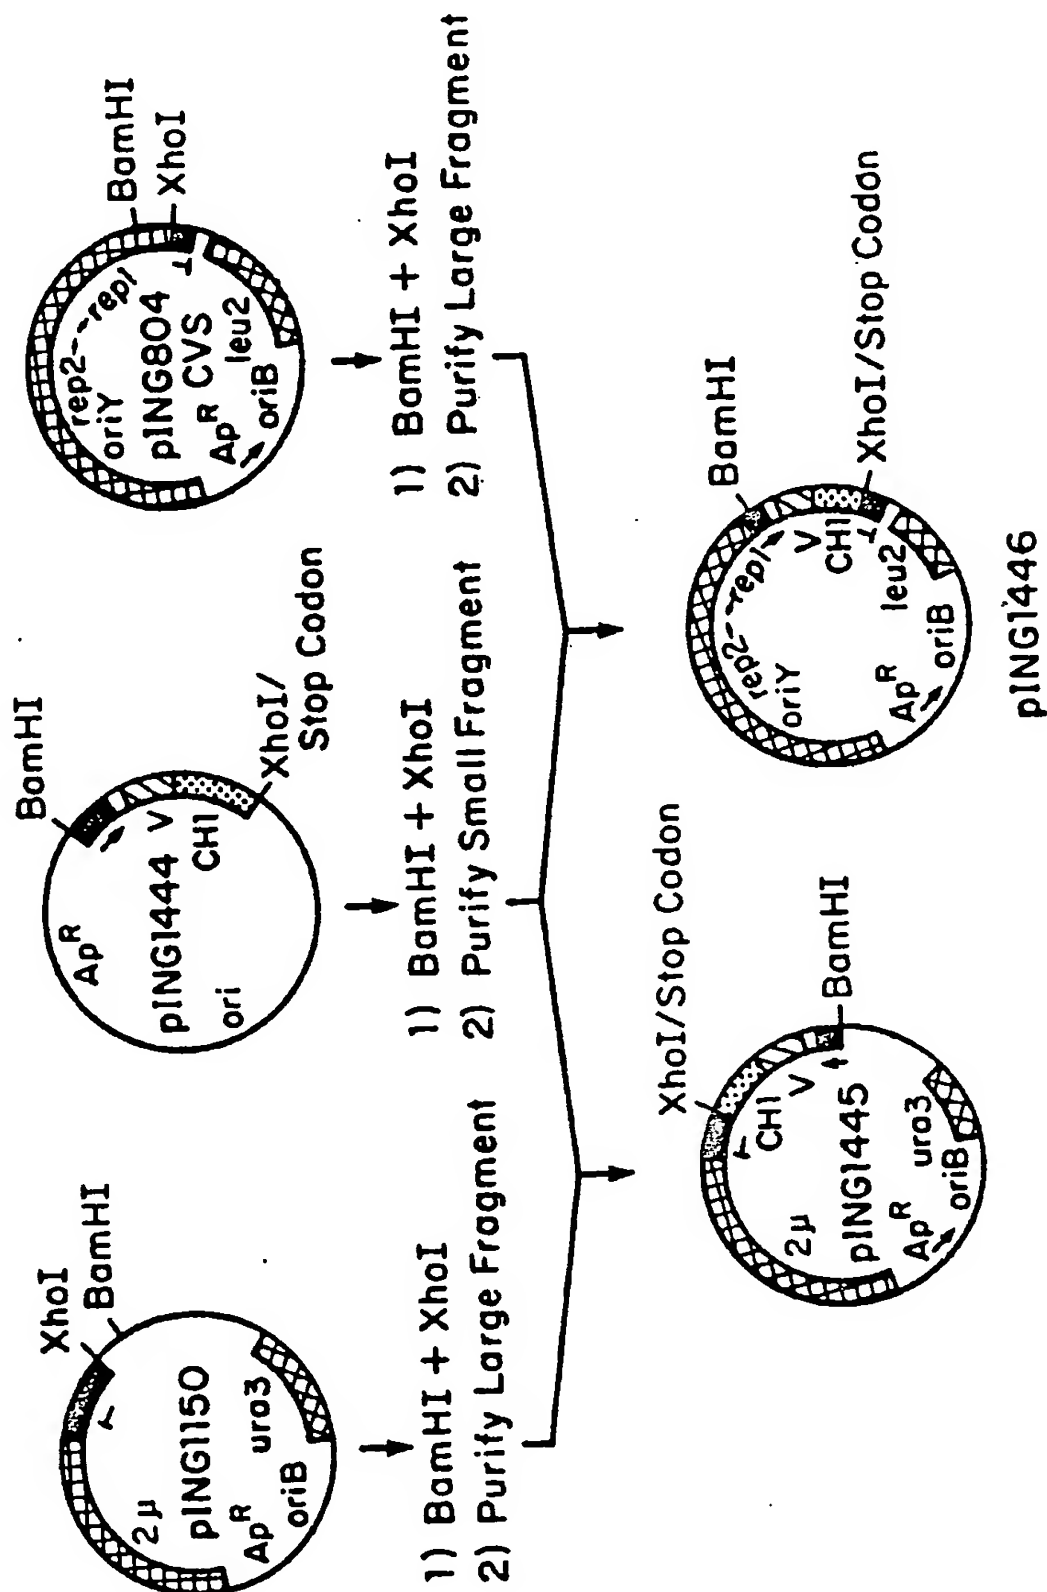 XhoI
BamHI
2μ
pING1150
Ap^R
ura3
oriB
1) BamHI + XhoI
2) Purify Large Fragment
BamHI
Ap^R
pING1444
V
CH1
ori
XhoI/
Stop Codon
1) BamHI + XhoI
2) Purify Small Fragment
BamHI
XhoI
rep2---rep1
oriY
pING804
CVS
Ap^R
leu2
oriB
1) BamHI + XhoI
2) Purify Large Fragment
XhoI/Stop Codon
CH1
V
BamHI
2μ
pING1445
Ap^R
ura3
oriB
BamHI
rep2---rep1
oriY
V
CH1
XhoI/Stop Codon
Ap^R
leu2
oriB
pING1446